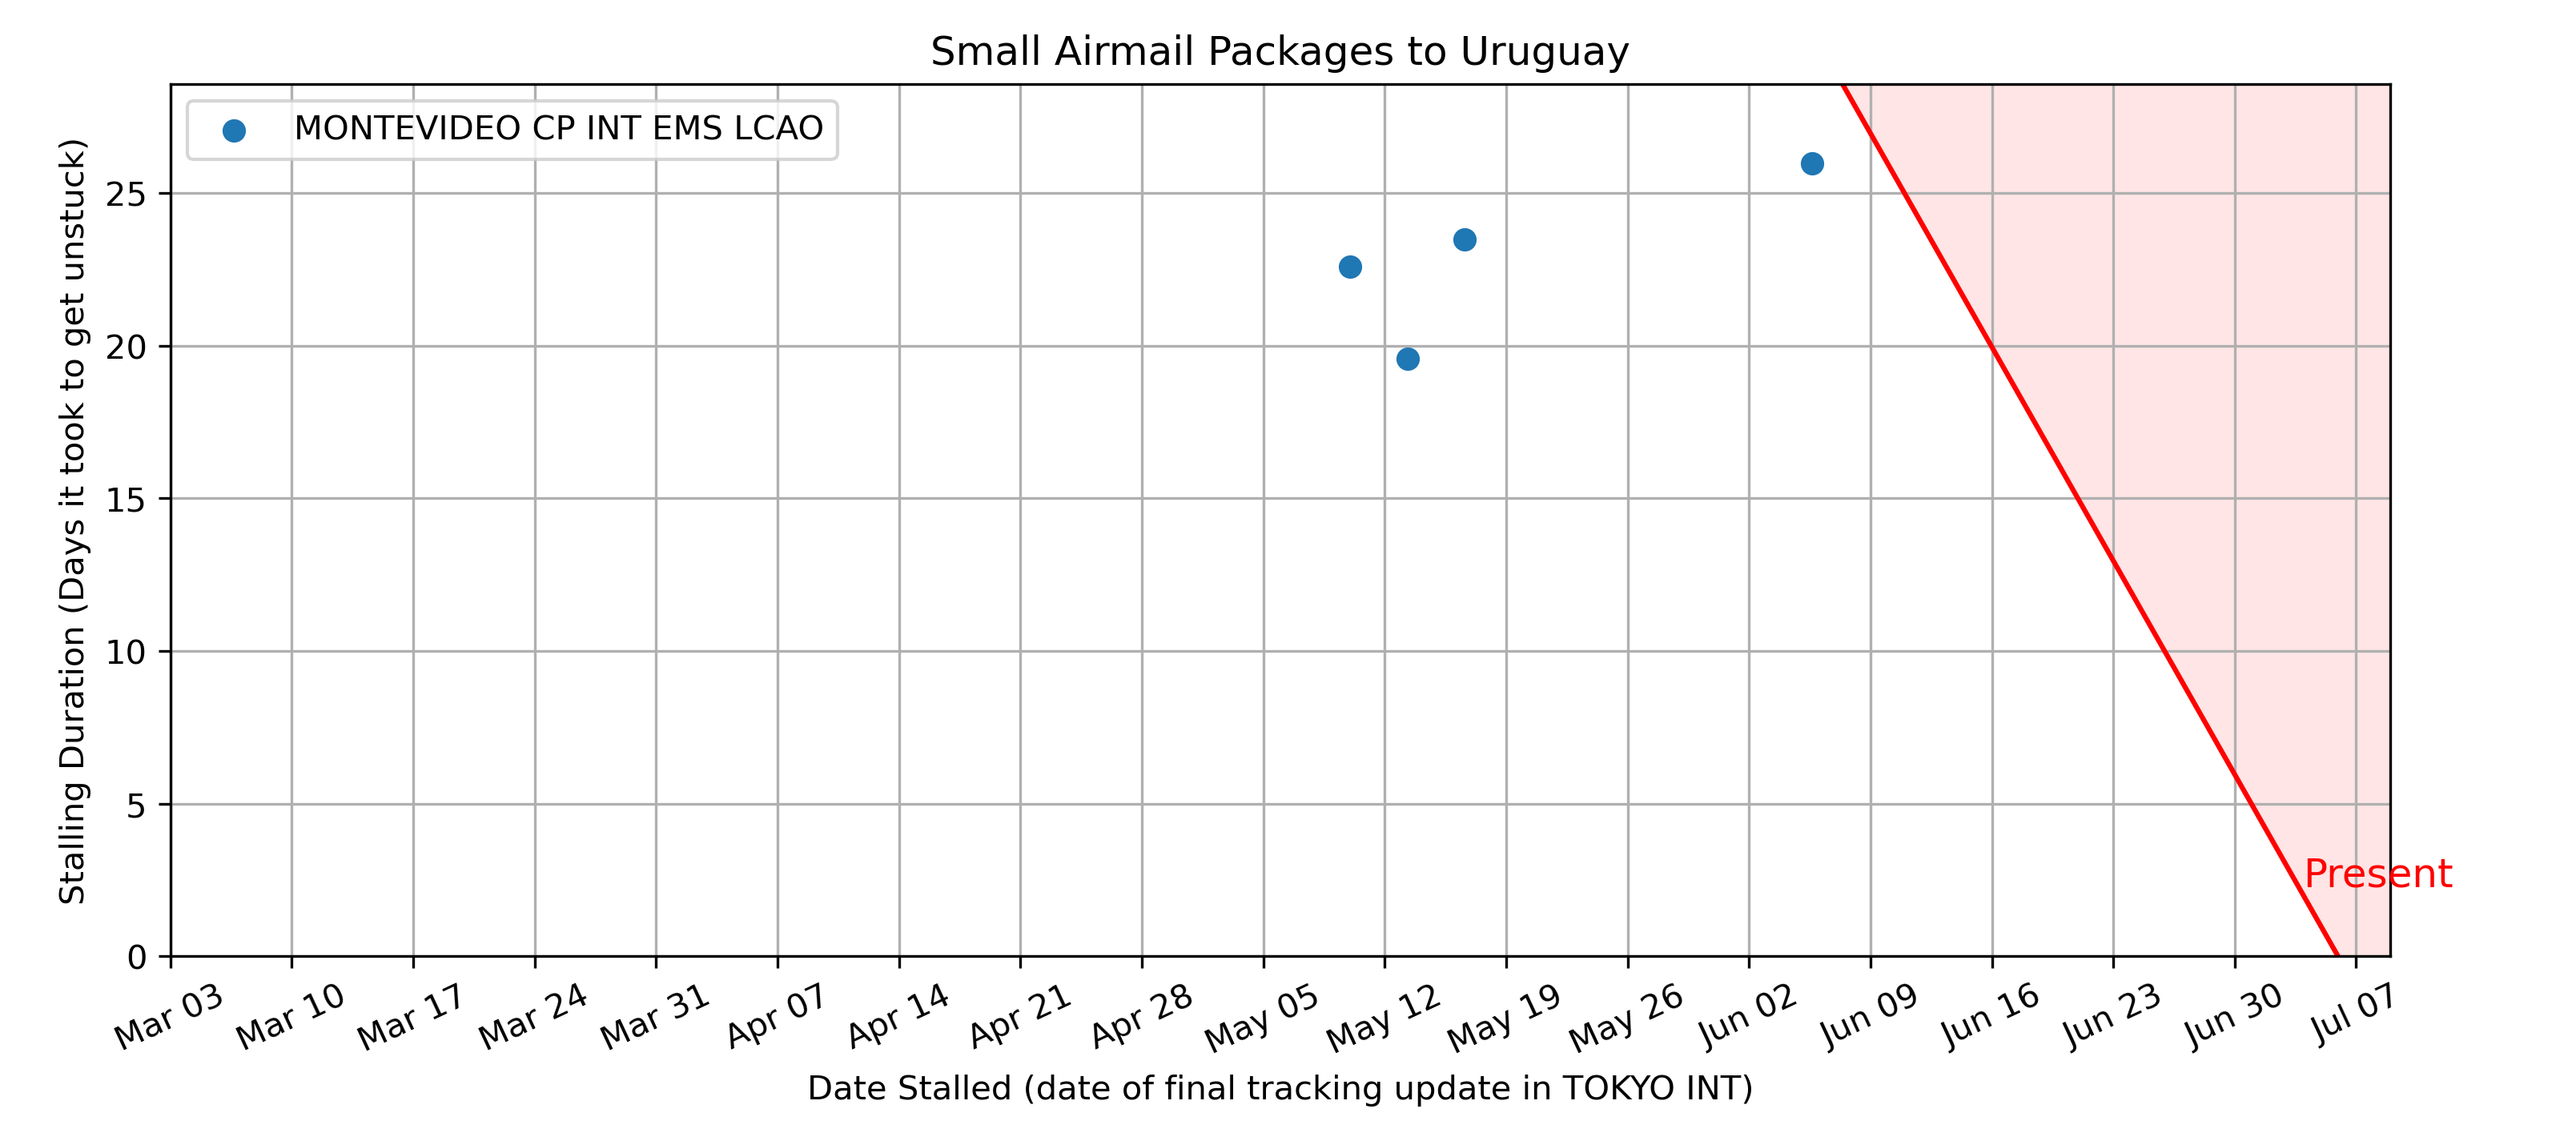 Small Airmail Packages to Uruguay
MONTEVIDEO CP INT EMS LCAO
Stalling Duration (Days it took to get unstuck)
25
20
15
10
5
0
Present
Mar 03 Mar 10 Mar 17 Mar 24 Mar 31 Apr 07 Apr 14 Apr 21 Apr 28 May 05 May 12 May 19 May 26 Jun 02 Jun 09 Jun 16 Jun 23 Jun 30 Jul 07
Date Stalled (date of final tracking update in TOKYO INT)